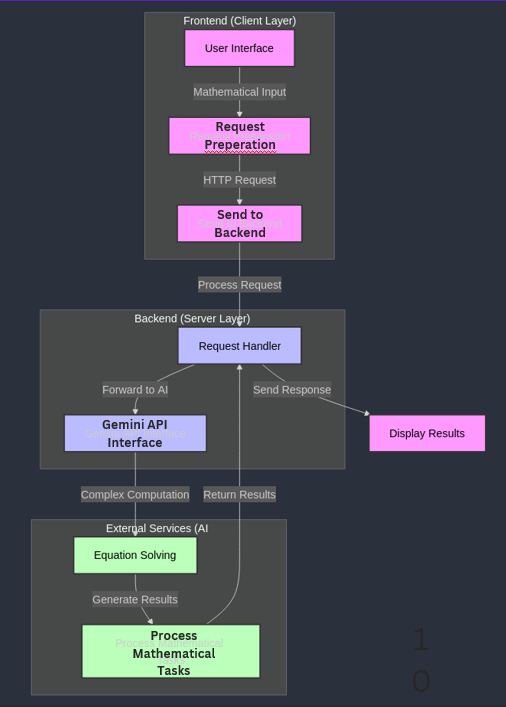 Frontend (Client Layer)
User Interface
Mathematical Input
Request
Preperation
HTTP Request
Send to
Backend
Process Request
Backend (Server Layer)
Request Handler
Forward to AI
Send Response
Gemini API
Interface
Display Results
Complex Computation
Return Results
External Services (AI
Equation Solving
Generate Results
Process
Mathematical
Tasks
Process Mathematical
1
0